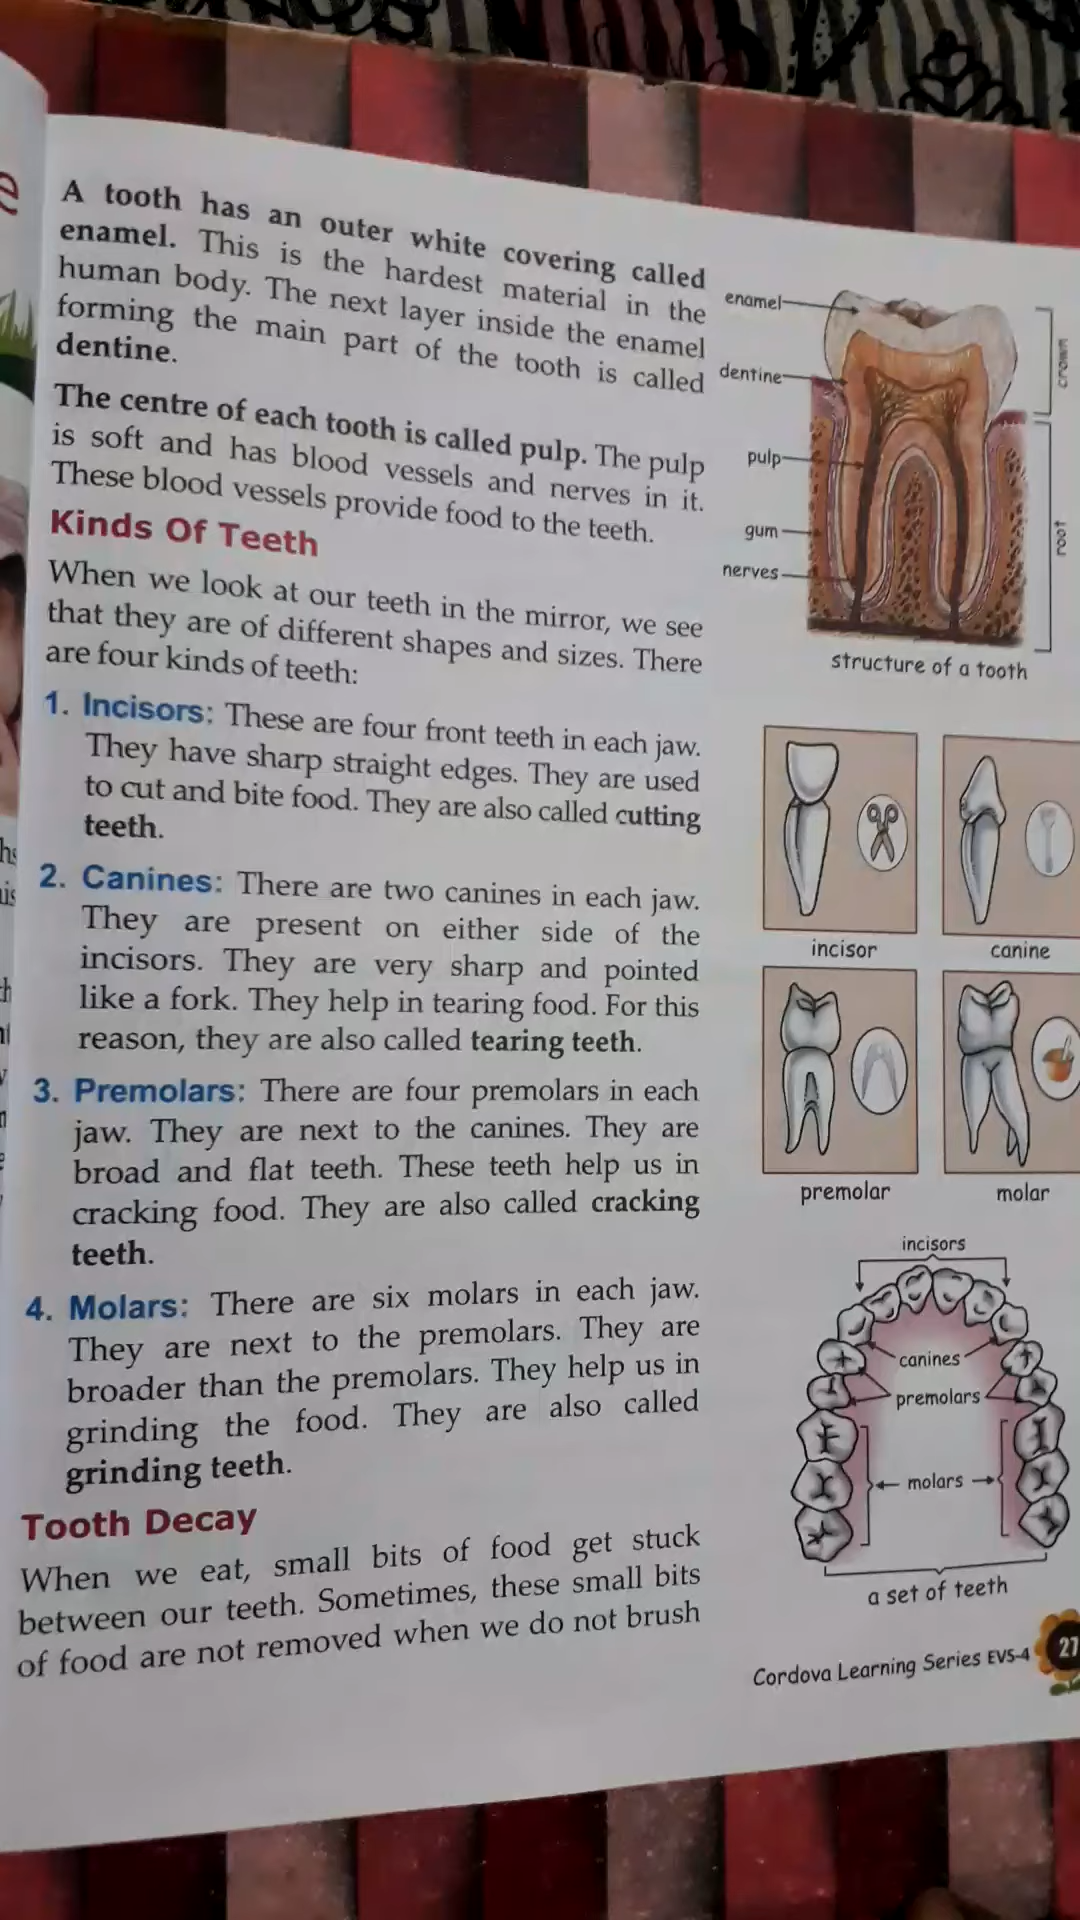 A tooth has an outer white covering called
enamel. This is the hardest material in the
human body. The next layer inside the enamel
forming the main part of the tooth is called
dentine.
The centre of each tooth is called pulp. The pulp
is soft and has blood vessels and nerves in it.
These blood vessels provide food to the teeth.
Kinds Of Teeth
When we look at our teeth in the mirror, we see
that they are of different shapes and sizes. There
are four kinds of teeth:
1. Incisors: These are four front teeth in each jaw.
They have sharp straight edges. They are used
to cut and bite food. They are also called cutting
teeth.
2. Canines: There are two canines in each jaw.
They are present on either side of the
incisors. They are very sharp and pointed
like a fork. They help in tearing food. For this
reason, they are also called tearing teeth.
3. Premolars: There are four premolars in each
jaw. They are next to the canines. They are
broad and flat teeth. These teeth help us in
cracking food. They are also called cracking
teeth.
4. Molars: There are six molars in each jaw.
They are next to the premolars. They are
broader than the premolars. They help us in
grinding the food. They are also called
grinding teeth.
Tooth Decay
When we eat, small bits of food get stuck
between our teeth. Sometimes, these small bits
of food are not removed when we do not brush
enamel
dentine
pulp
gum
nerves
crown
root
structure of a tooth
incisor
canine
premolar
molar
incisors
canines
premolars
molars
a set of teeth
Cordova Learning Series EVS-4
27